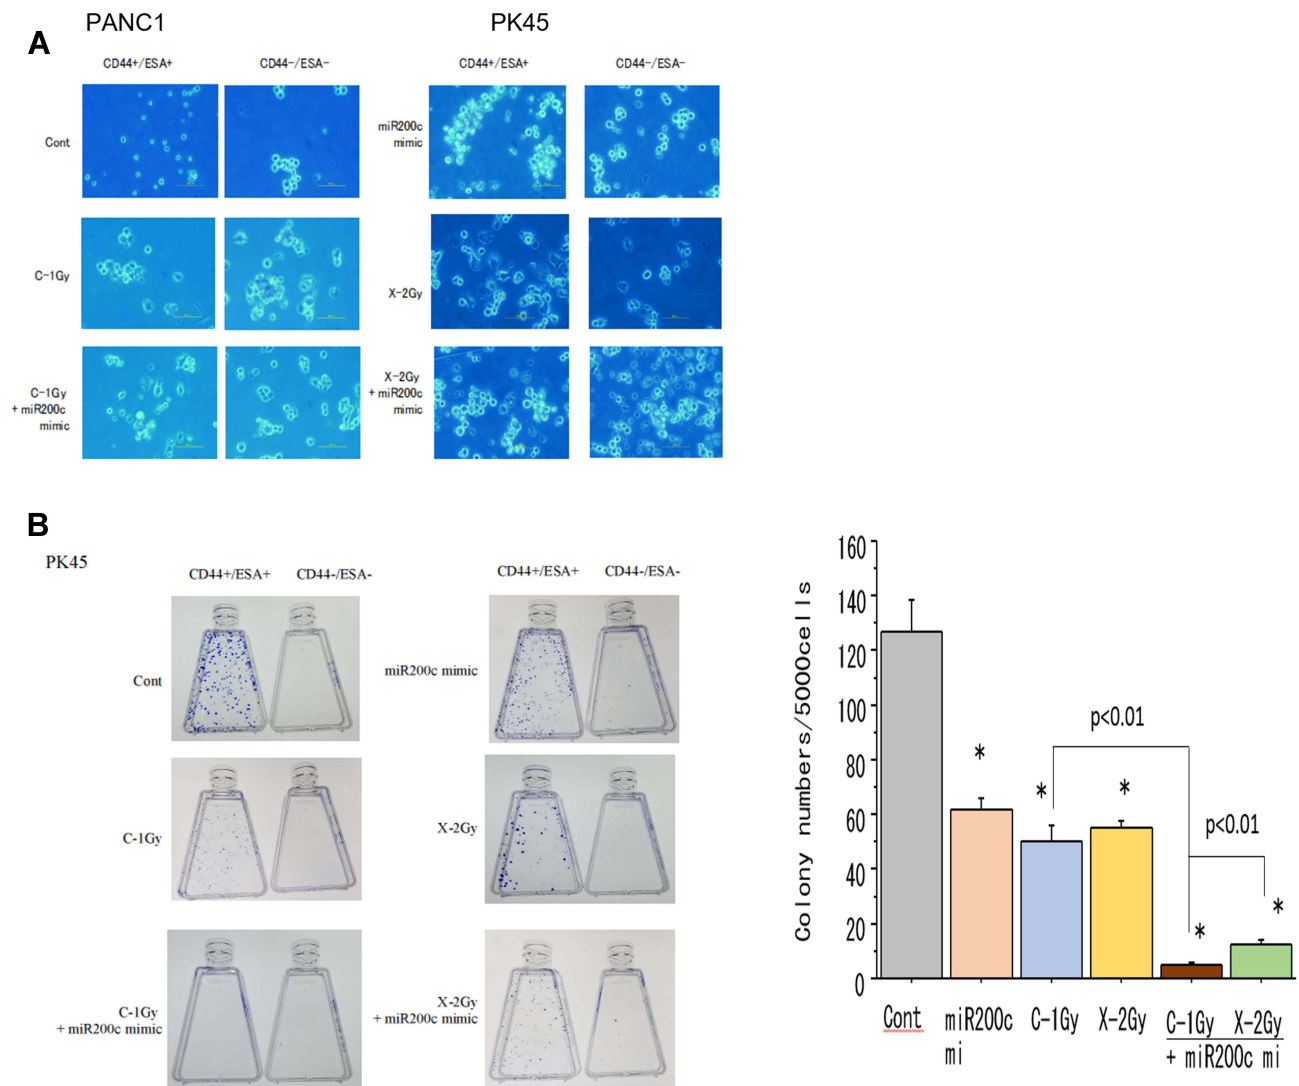 PANC1
PK45
A
CD44+/ESA+
CD44-/ESA-
CD44+/ESA+
CD44-/ESA-
Cont
miR200c
mimic
C-1Gy
X-2Gy
C-1Gy
+ miR200c
mimic
X-2Gy
+ miR200c
mimic
B
PK45
CD44+/ESA+
CD44-/ESA-
CD44+/ESA+
CD44-/ESA-
Cont
miR200c mimic
C-1Gy
X-2Gy
C-1Gy
+ miR200c mimic
X-2Gy
+ miR200c mimic
Colony numbers/5000cells
160
140
120
100
80
60
40
20
0
*
*
*
p<0.01
*
p<0.01
*
Cont
miR200c
mi
C-1Gy
X-2Gy
C-1Gy
X-2Gy
+ miR200c mi